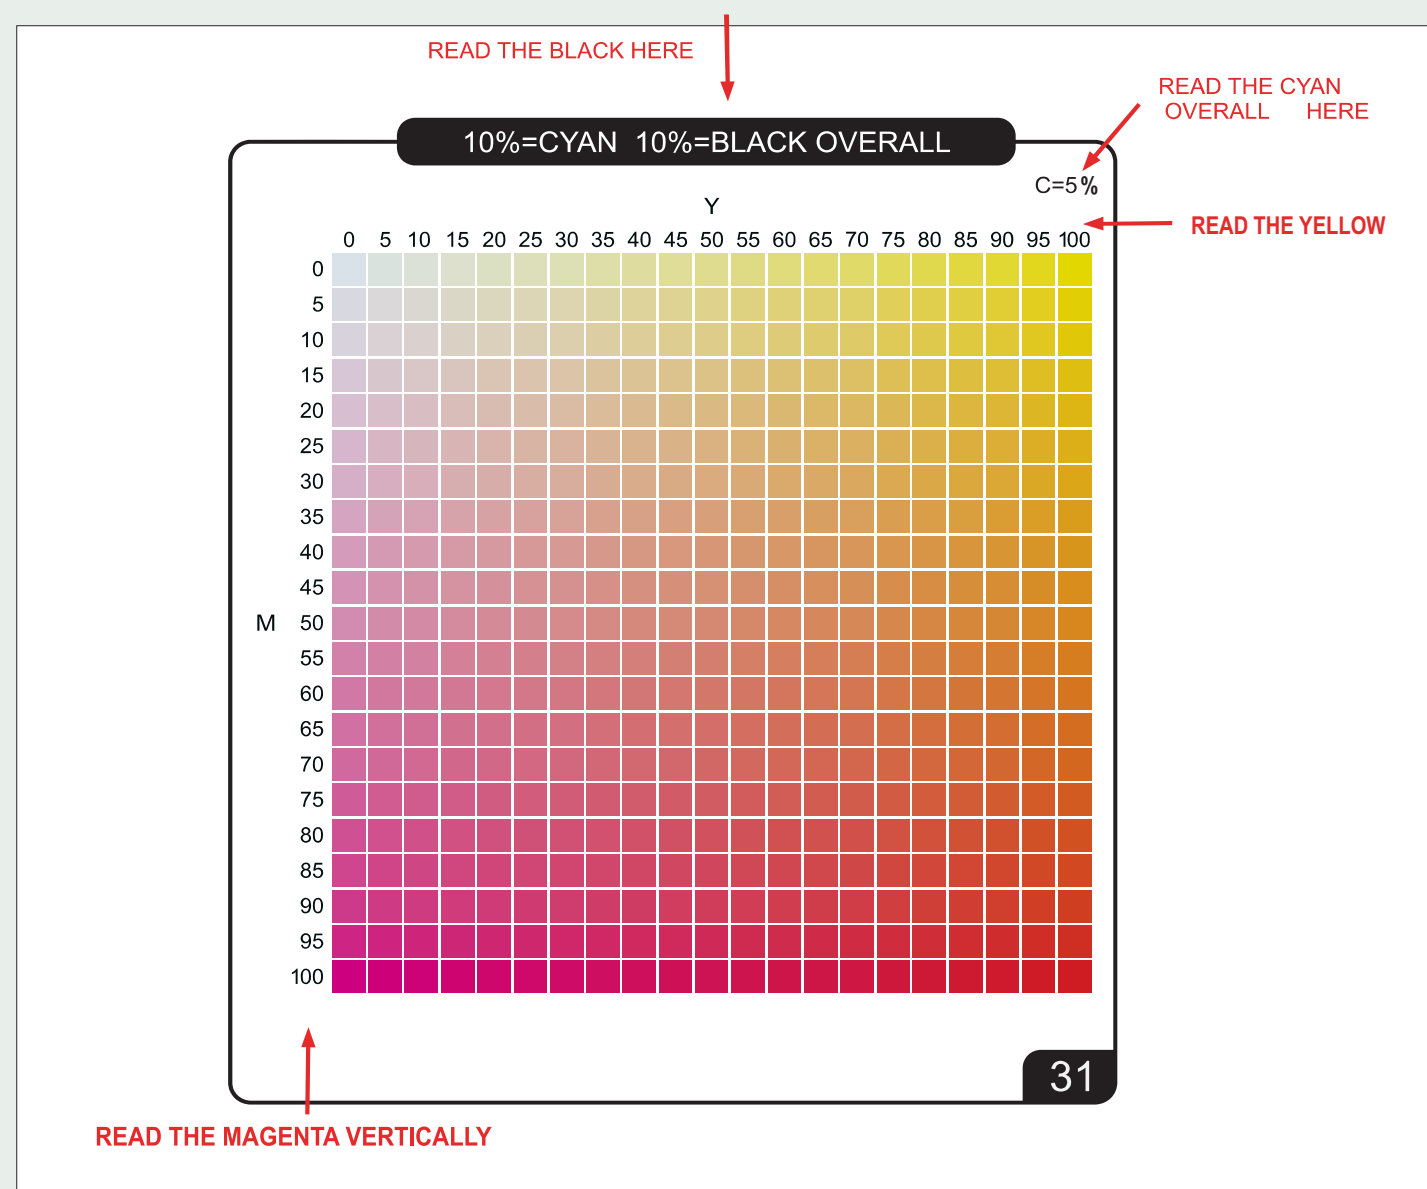 READ THE BLACK HERE
READ THE CYAN
OVERALL HERE
10%=CYAN 10%=BLACK OVERALL
C=5%
Y
READ THE YELLOW
0 5 10 15 20 25 30 35 40 45 50 55 60 65 70 75 80 85 90 95 100
0
5
10
15
20
25
30
35
40
45
M 50
55
60
65
70
75
80
85
90
95
100
31
READ THE MAGENTA VERTICALLY